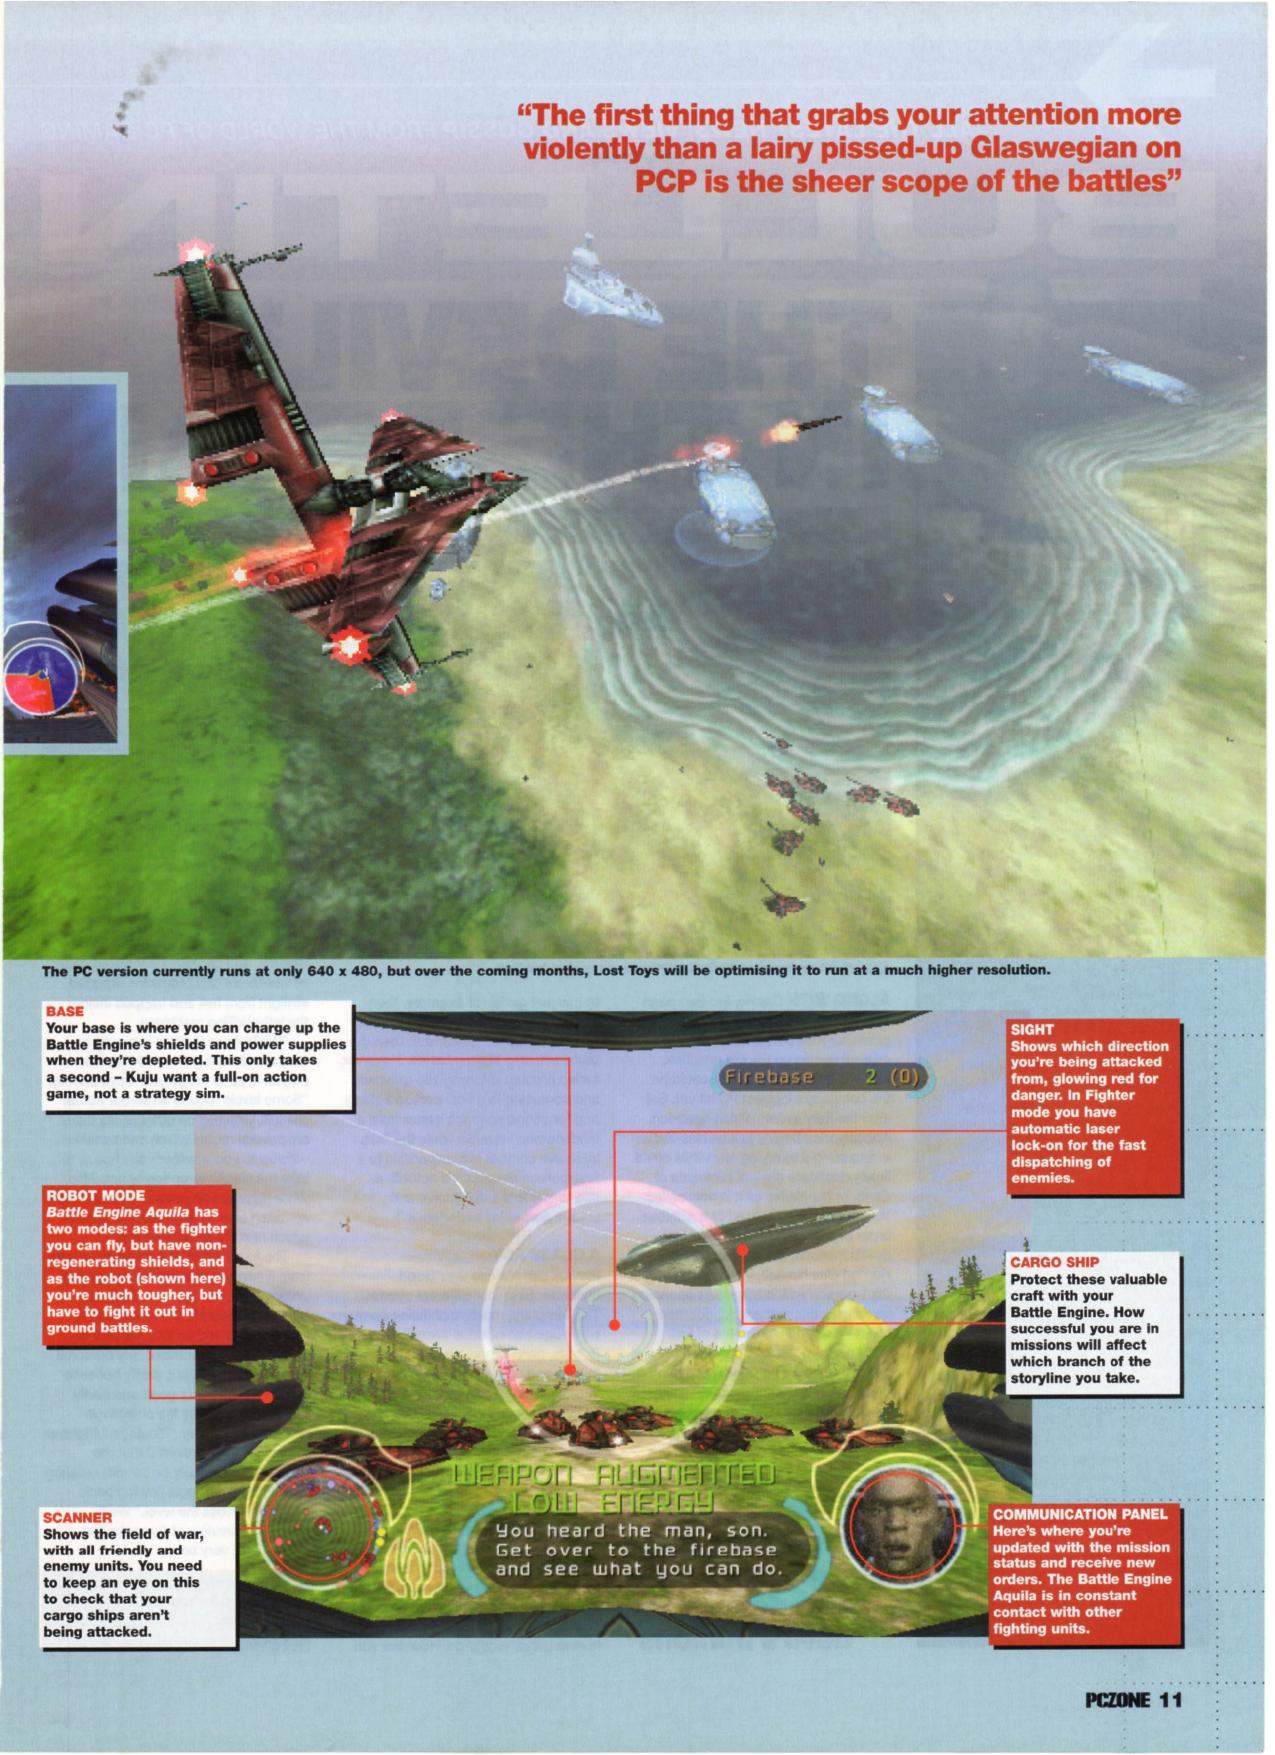 “The first thing that grabs your attention more
violently than a lairy pissed-up Glaswegian on
PCP is the sheer scope of the battles”
The PC version currently runs at only 640 x 480, but over the coming months, Lost Toys will be optimising it to run at a much higher resolution.
BASE
Your base is where you can charge up the
Battle Engine’s shields and power supplies
when they’re depleted. This only takes
a second – Kuju want a full-on action
game, not a strategy sim.
SIGHT
Shows which direction
you’re being attacked
from, glowing red for
danger. In Fighter
mode you have
automatic laser
lock-on for the fast
dispatching of
enemies.
Firebase 2 (0)
ROBOT MODE
Battle Engine Aquila has
two modes: as the fighter
you can fly, but have non-
regenerating shields, and
as the robot (shown here)
you’re much tougher, but
have to fight it out in
ground battles.
CARGO SHIP
Protect these valuable
craft with your
Battle Engine. How
successful you are in
missions will affect
which branch of the
storyline you take.
WEAPON AUGMENTED
LOW ENERGY
You heard the man, son.
Get over to the firebase
and see what you can do.
SCANNER
Shows the field of war,
with all friendly and
enemy units. You need
to keep an eye on this
to check that your
cargo ships aren’t
being attacked.
COMMUNICATION PANEL
Here’s where you’re
updated with the mission
status and receive new
orders. The Battle Engine
Aquila is in constant
contact with other
fighting units.
PCZONE 11